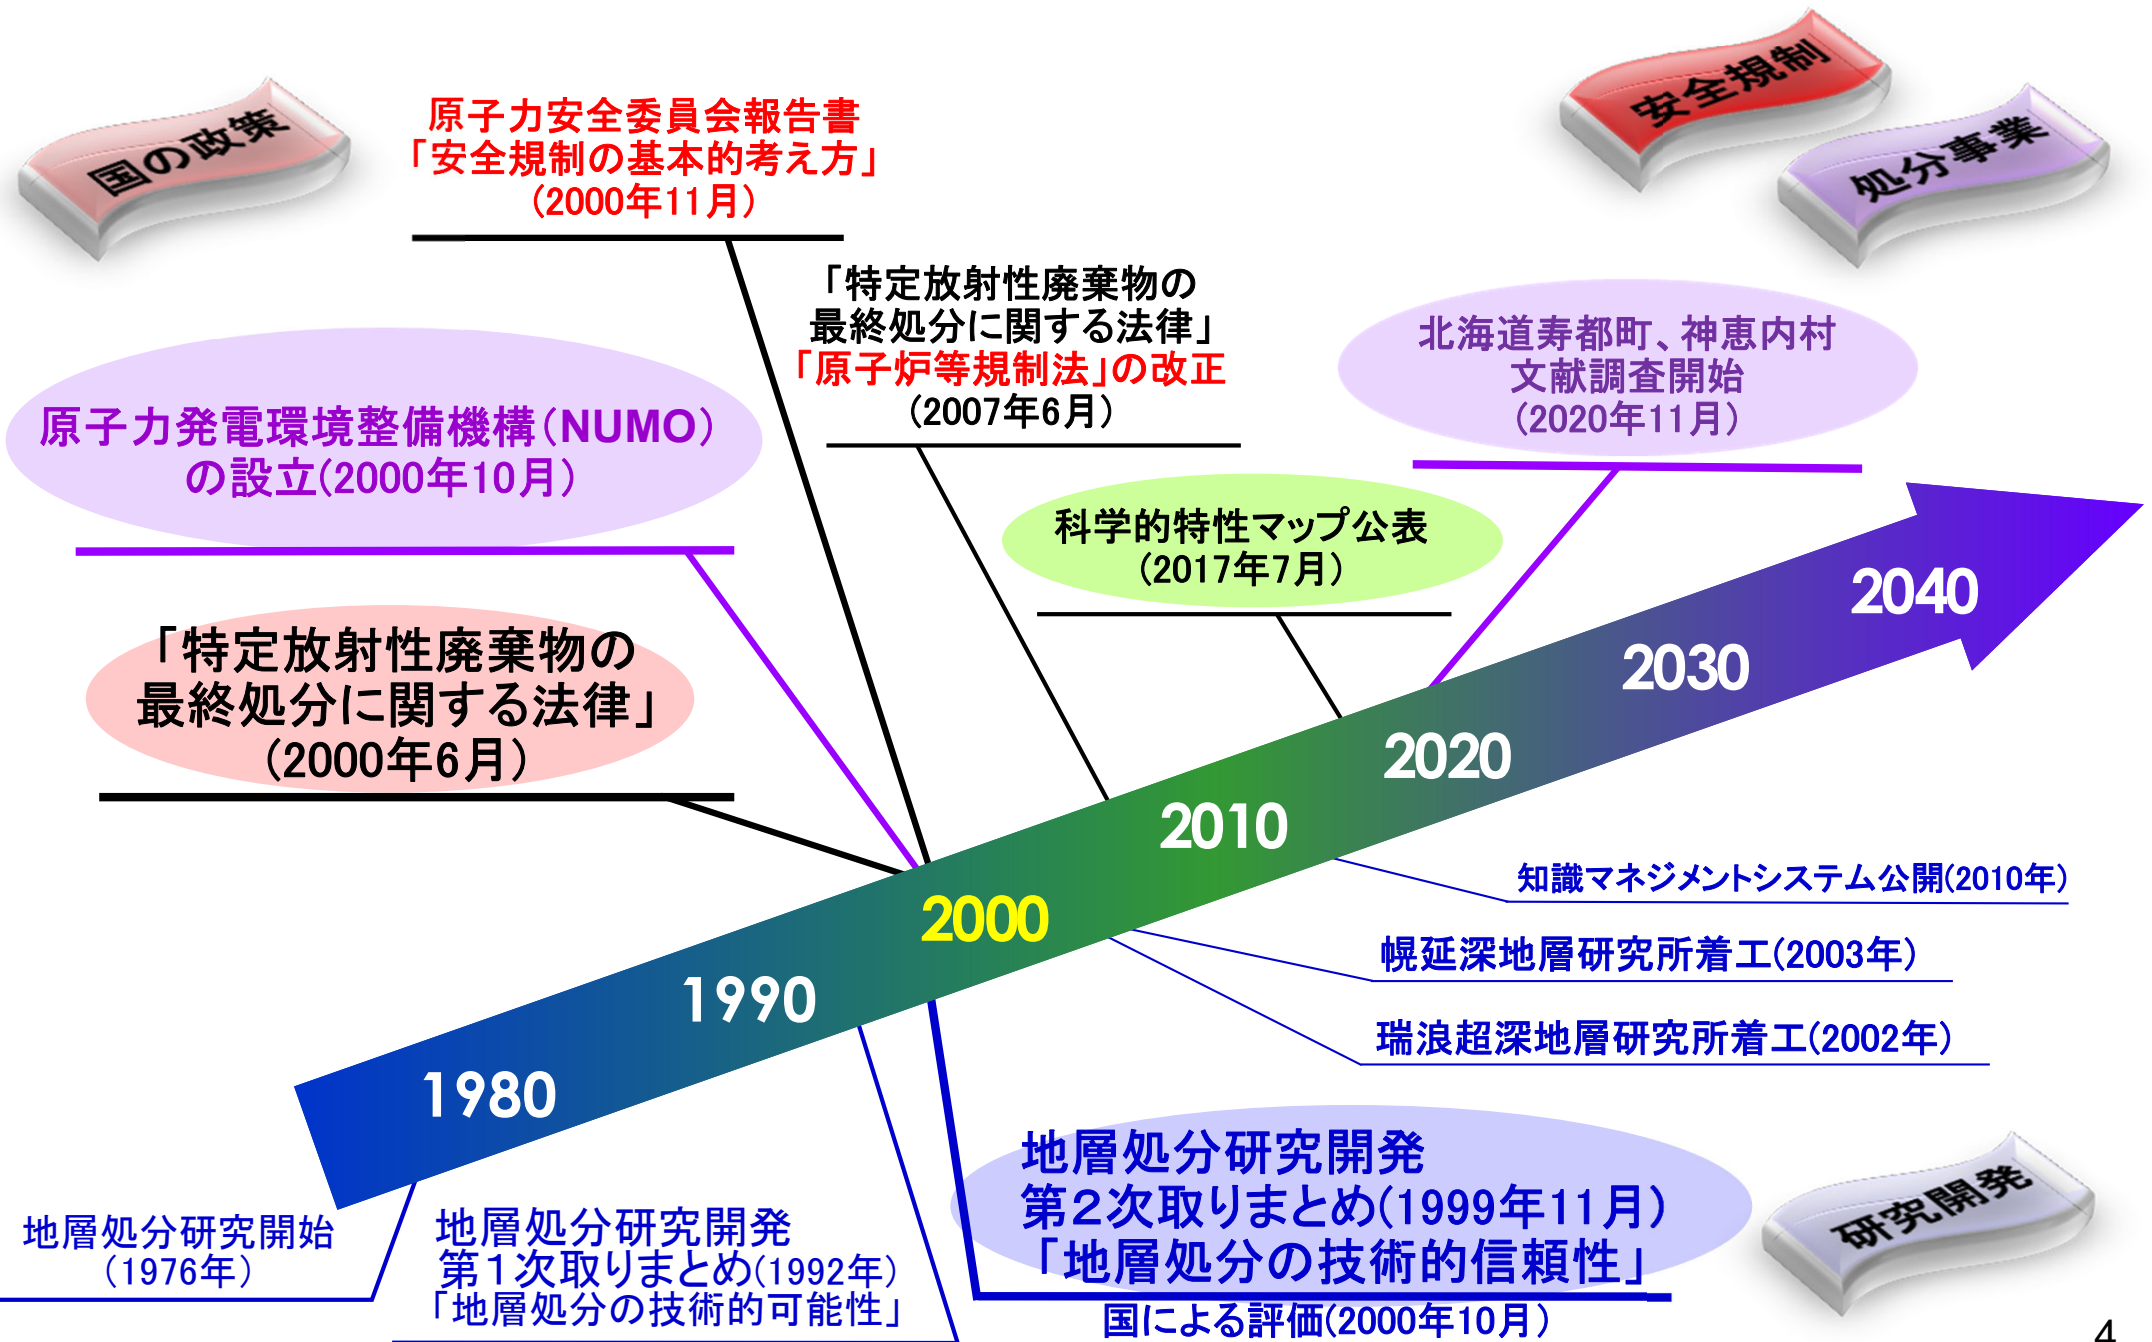 国の政策
安全規制
処分事業
原子力安全委員会報告書
「安全規制の基本的考え方」
(2000年11月)
「特定放射性廃棄物の
最終処分に関する法律」
「原子炉等規制法」の改正
(2007年6月)
北海道寿都町、神恵内村
文献調査開始
(2020年11月)
原子力発電環境整備機構(NUMO)
の設立(2000年10月)
科学的特性マップ公表
(2017年7月)
「特定放射性廃棄物の
最終処分に関する法律」
(2000年6月)
2040
2030
2020
2010
2000
1990
1980
知識マネジメントシステム公開(2010年)
幌延深地層研究所着工(2003年)
瑞浪超深地層研究所着工(2002年)
地層処分研究開始
(1976年)
地層処分研究開発
第1次取りまとめ(1992年)
「地層処分の技術的可能性」
地層処分研究開発
第2次取りまとめ(1999年11月)
「地層処分の技術的信頼性」
国による評価(2000年10月)
研究開発
4